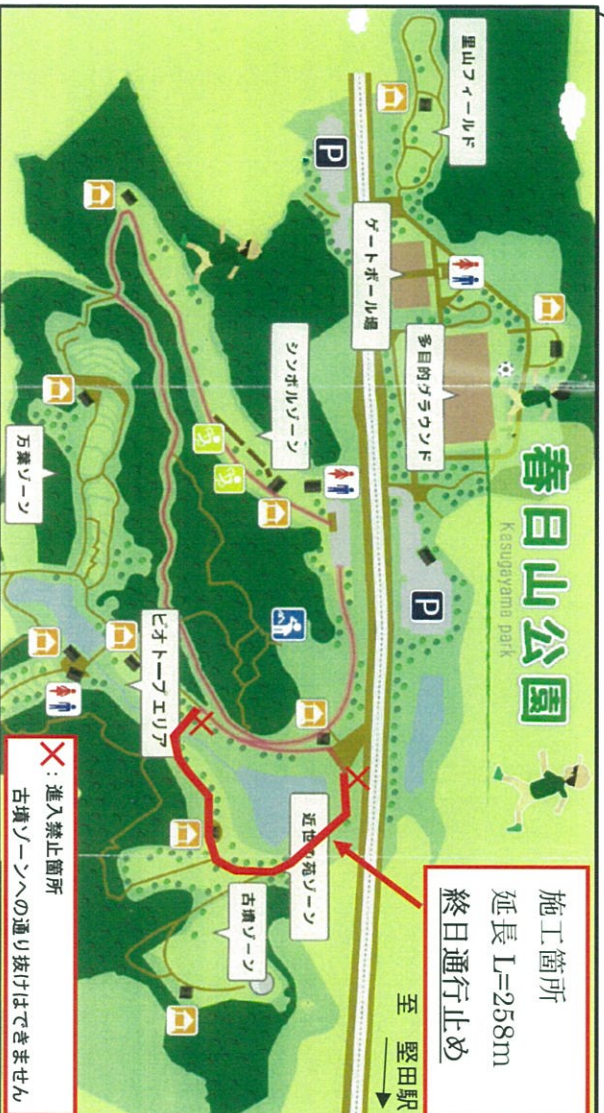 春日山公園
Kasugayama park
施工箇所
延長 L=258m
終日通行止め
至 堅田駅
里山フィールド
P
ゲートボール場
多目的グラウンド
シンボルゾーン
P
万葉ゾーン
ビオトープエリア
近世の苑ゾーン
古墳ゾーン
×：進入禁止箇所
古墳ゾーンへの通り抜けはできません